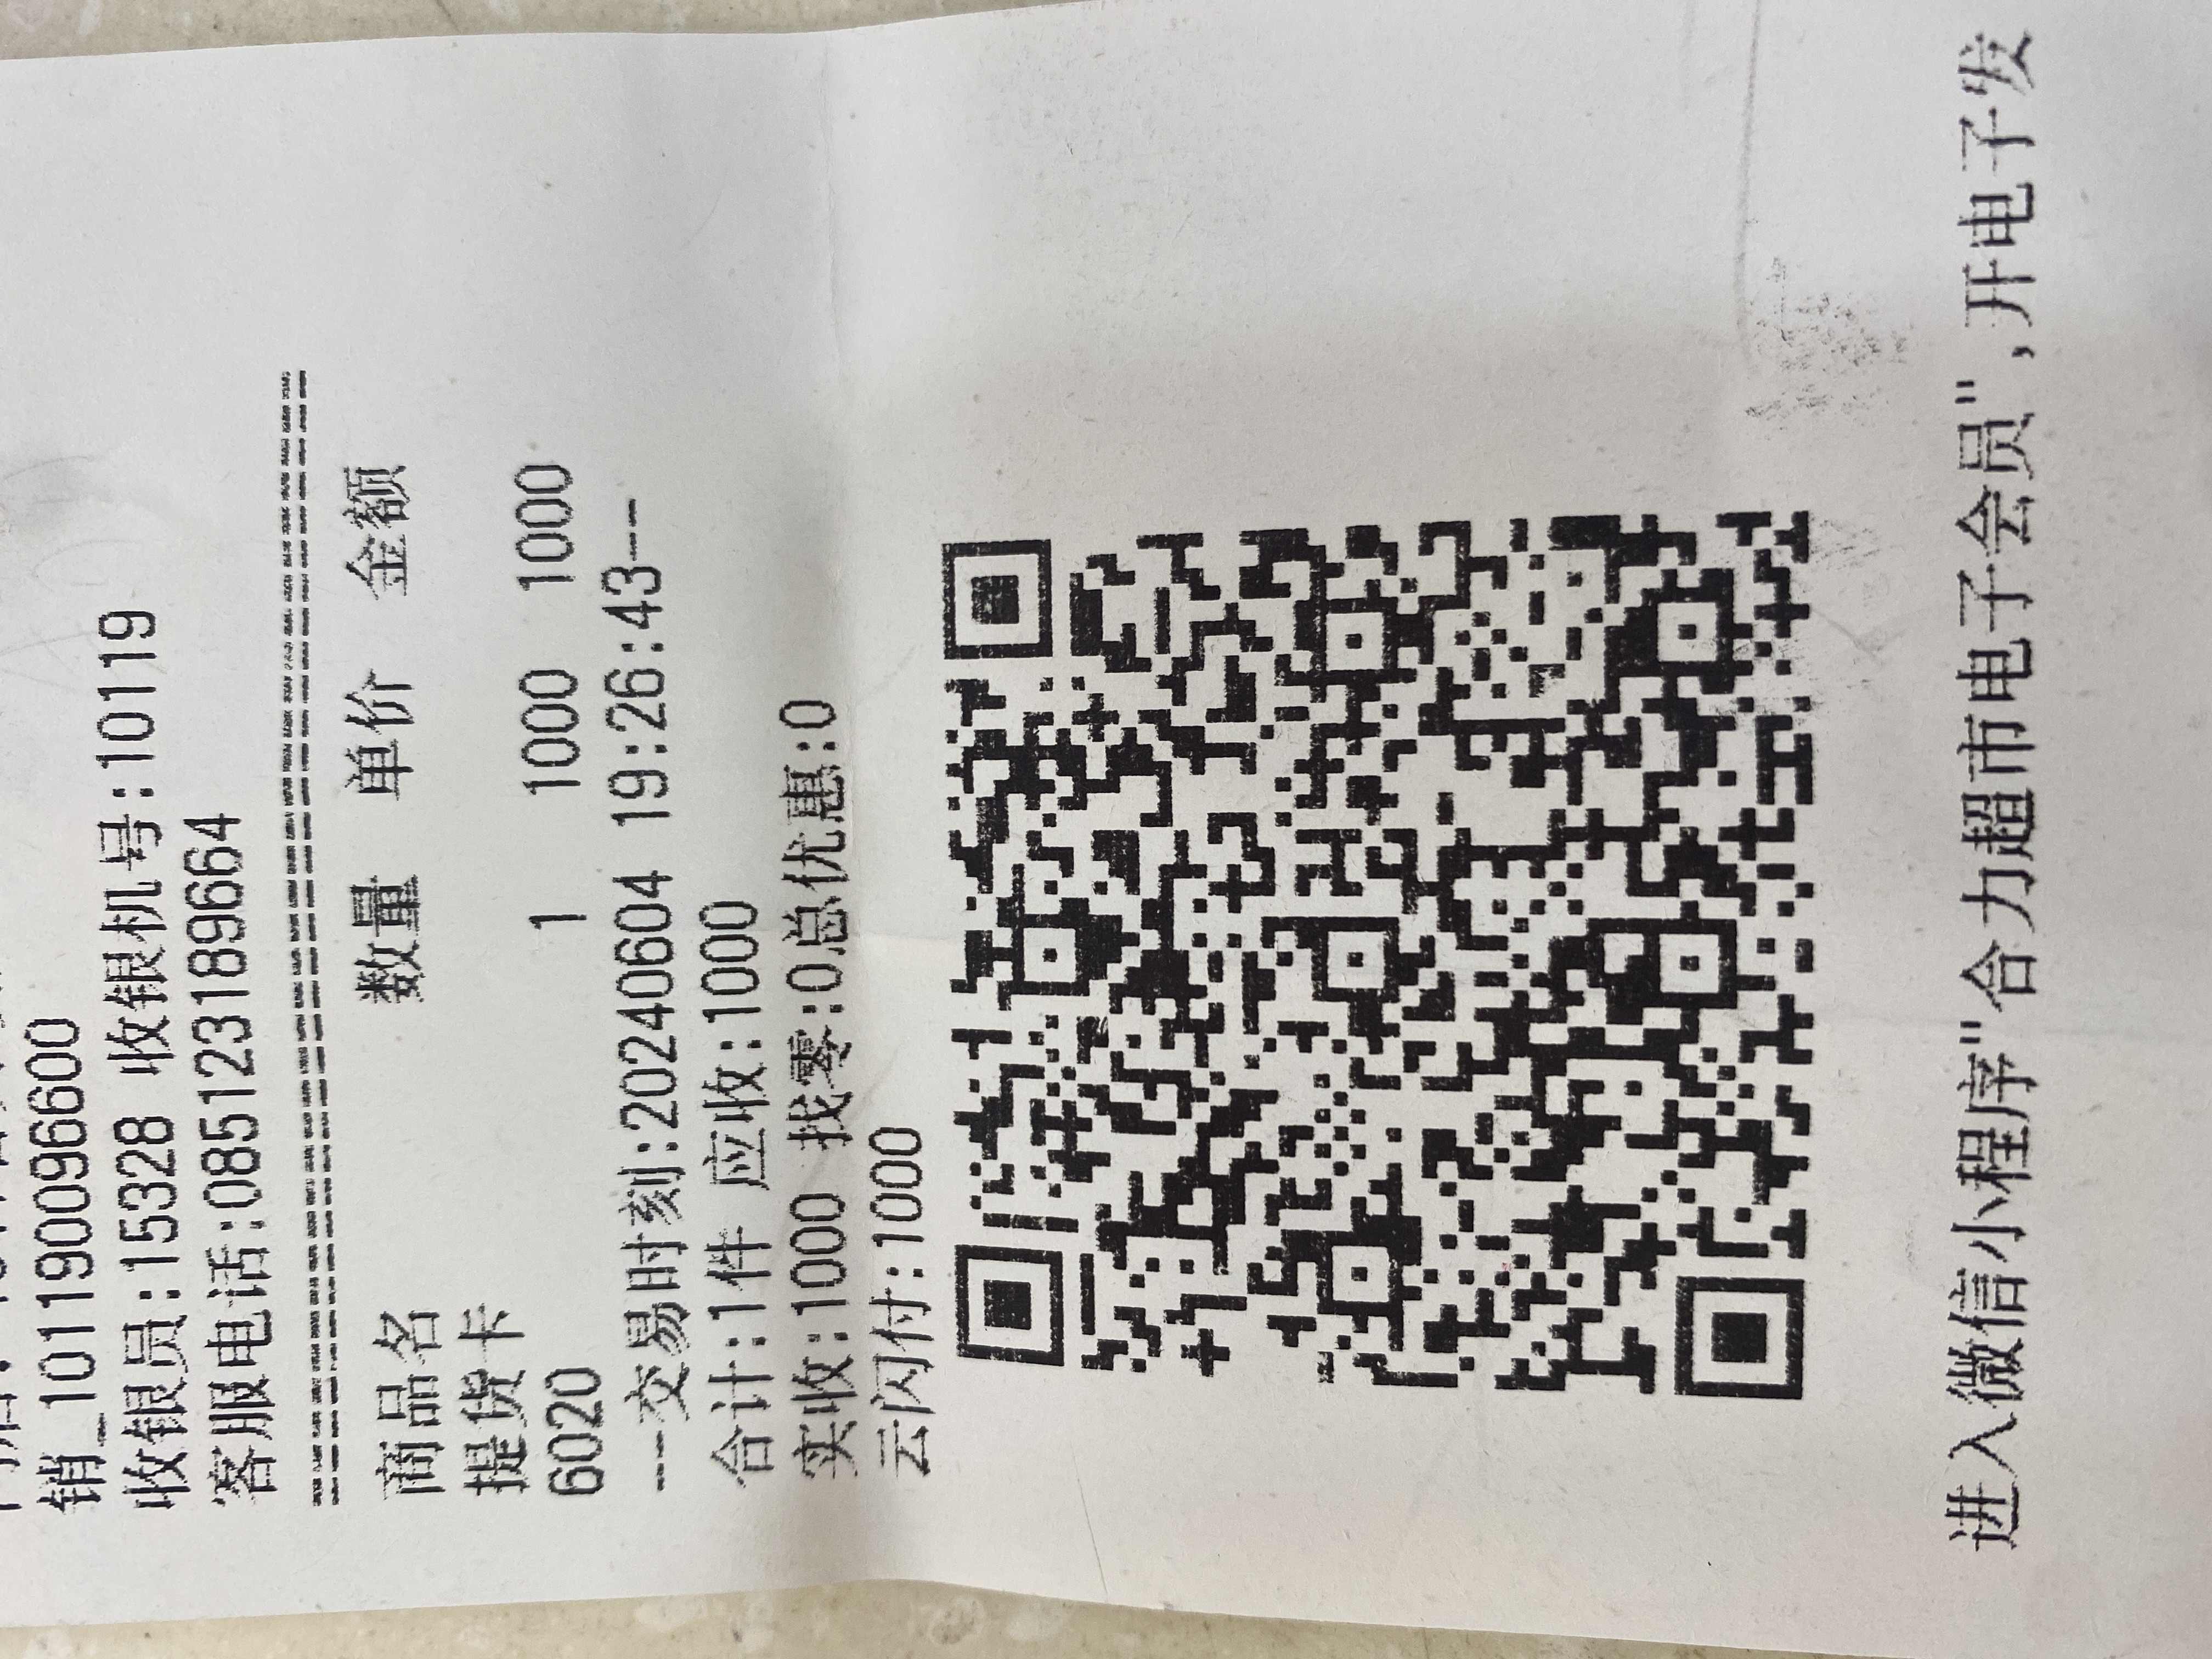 销_10119009­6600
收银员:15328 收银机号:10119
客服电话:085123189664
================================
商品名 数量 单价 金额
提货卡
6020 1 1000 1000
---交易时刻:20240604 19:26:43---
合计:1件 应收:1000
实收:1000 找零:0总优惠:0
云闪付:1000
进入微信小程序"合力超市电子会员",开电子发